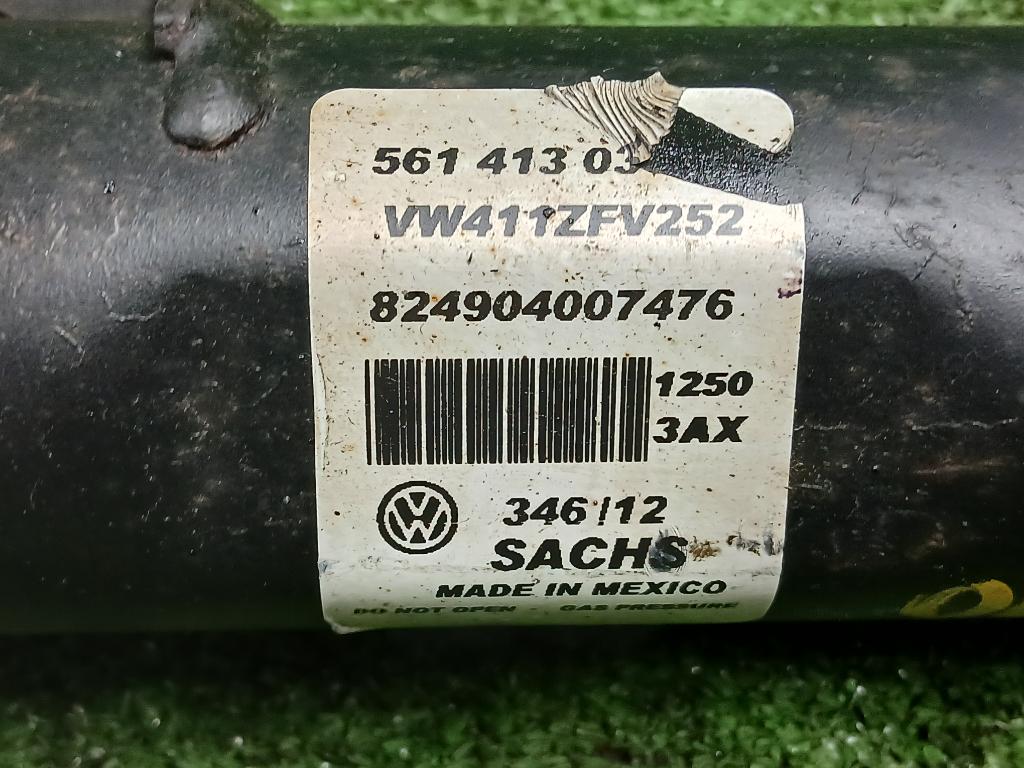 561 413 03
VW411ZFV252
824904007476
1250
3AX
346/12
SACHS
MADE IN MEXICO
DO NOT OPEN - GAS PRESSURE